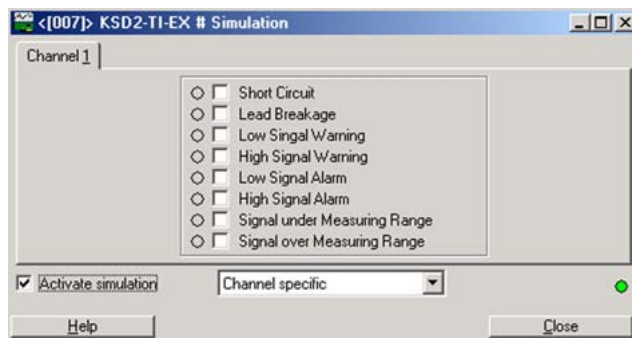 <[007]> KSD2-TI-EX # Simulation
Channel 1
Short Circuit
Lead Breakage
Low Singal Warning
High Signal Warning
Low Signal Alarm
High Signal Alarm
Signal under Measuring Range
Signal over Measuring Range
Activate simulation
Channel specific
Help
Close